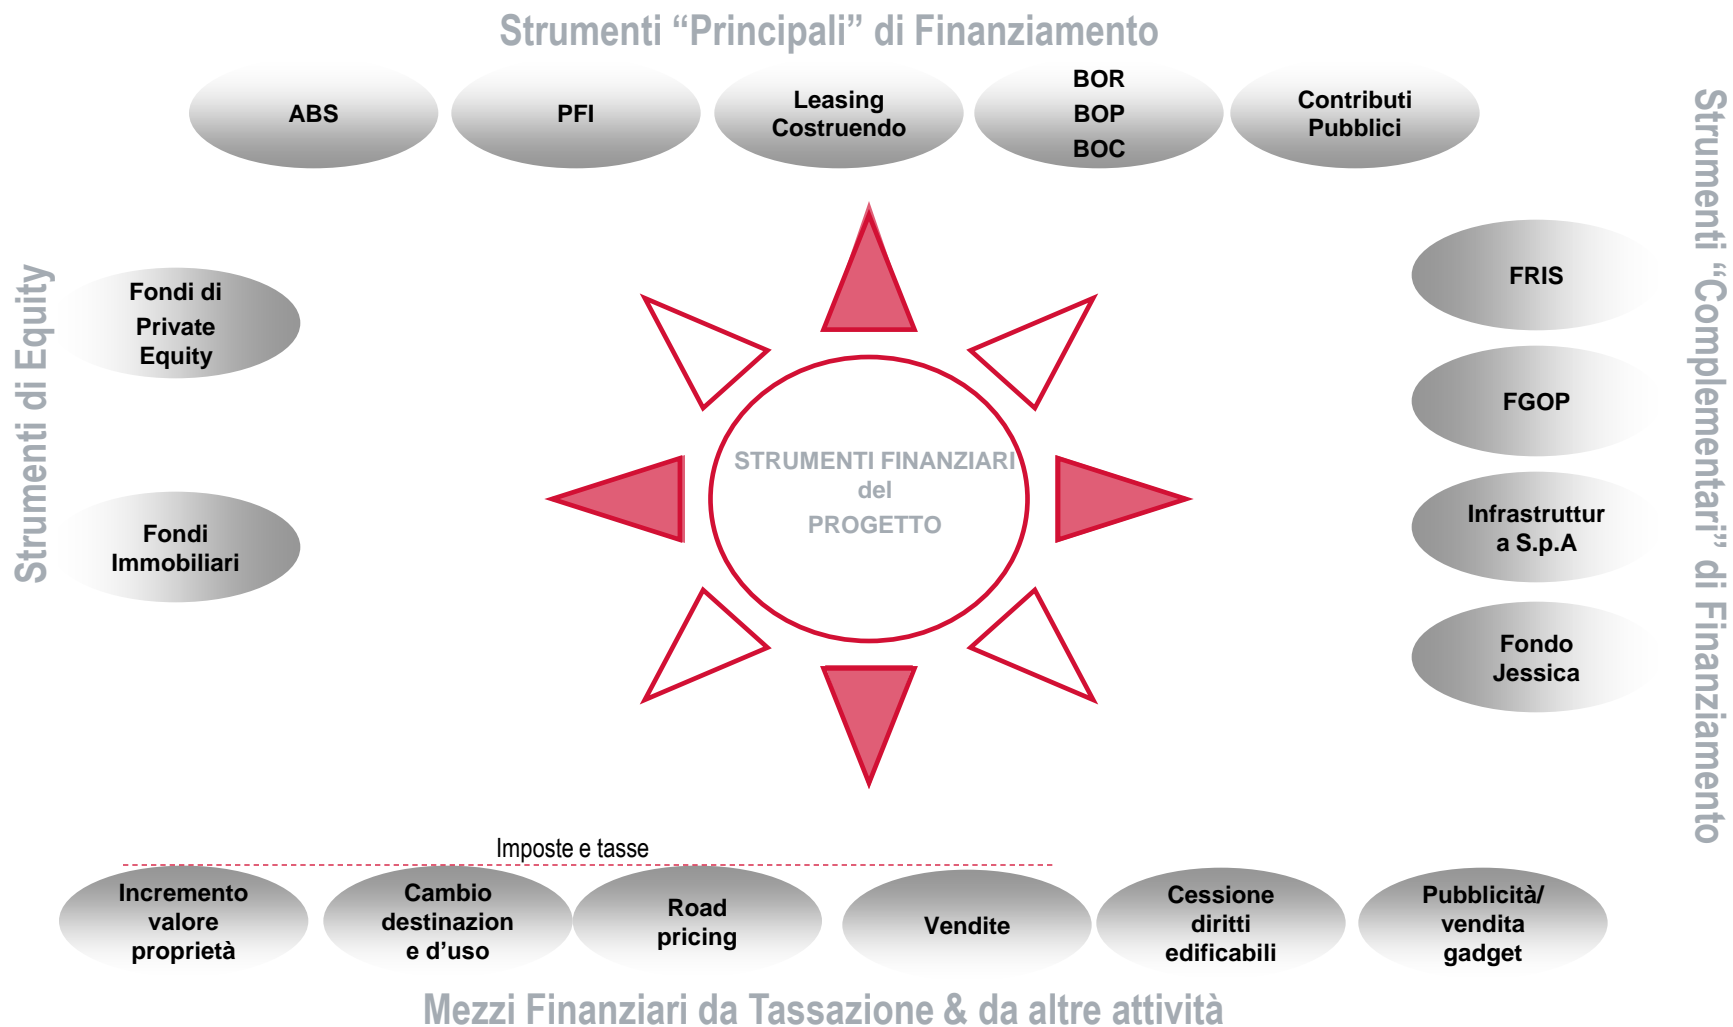 Strumenti “Principali” di Finanziamento
ABS
PFI
Leasing
Costruendo
BOR
BOP
BOC
Contributi
Pubblici
Strumenti di Equity
Fondi di
Private
Equity
Fondi
Immobiliari
STRUMENTI FINANZIARI
del
PROGETTO
FRIS
FGOP
Infrastruttur
a S.p.A
Fondo
Jessica
Strumenti “Complementari” di Finanziamento
Imposte e tasse
Incremento
valore
proprietà
Cambio
destinazion
e d’uso
Road
pricing
Vendite
Cessione
diritti
edificabili
Pubblicità/
vendita
gadget
Mezzi Finanziari da Tassazione & da altre attività